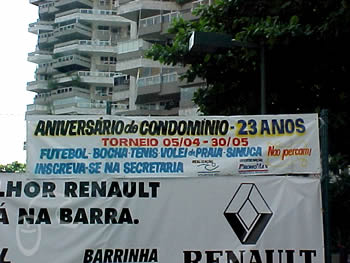 ANIVERSÁRIO do CONDOMÍNIO - 23 ANOS
TORNEIO 05/04 - 30/05
FUTEBOL - BOCHA - TÊNIS - VOLEI de PRAIA - SINUCA Não percam!
INSCREVA-SE NA SECRETARIA
LHOR RENAULT
Á NA BARRA.
BARRINHA
RENAULT